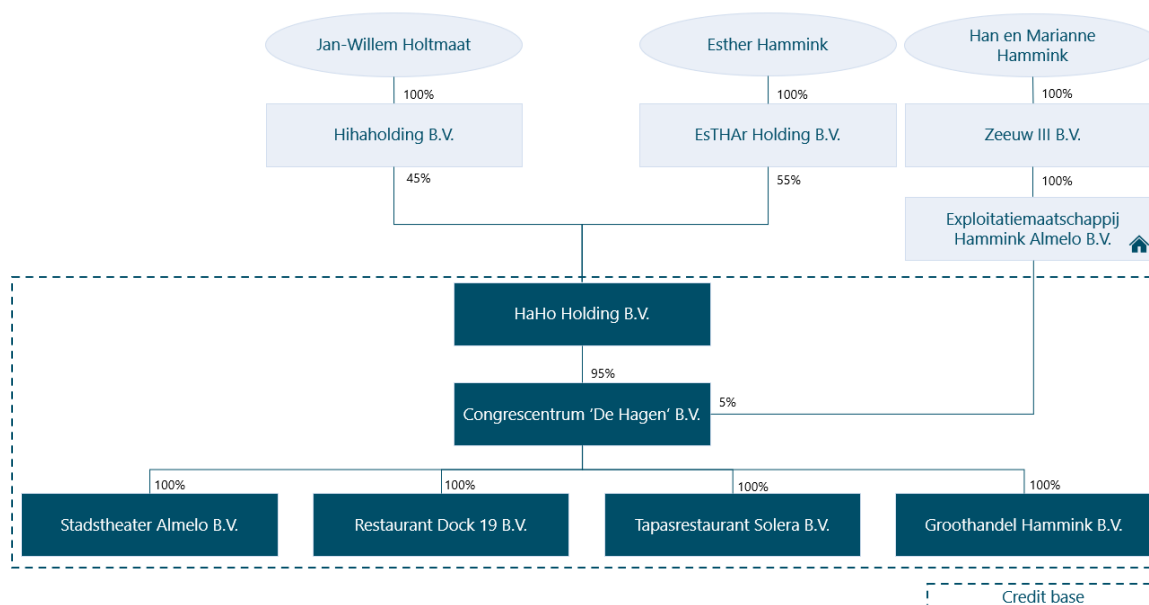 Jan-Willem Holtmaat
Esther Hammink
Han en Marianne
Hammink
100%
100%
100%
Hihaholding B.V.
EsTHAr Holding B.V.
Zeeuw III B.V.
45%
55%
100%
Exploitatiemaatschappij
Hammink Almelo B.V.
HaHo Holding B.V.
95%
Congrescentrum ‘De Hagen’ B.V.
5%
100%
100%
100%
100%
Stadstheater Almelo B.V.
Restaurant Dock 19 B.V.
Tapasrestaurant Solera B.V.
Groothandel Hammink B.V.
Credit base